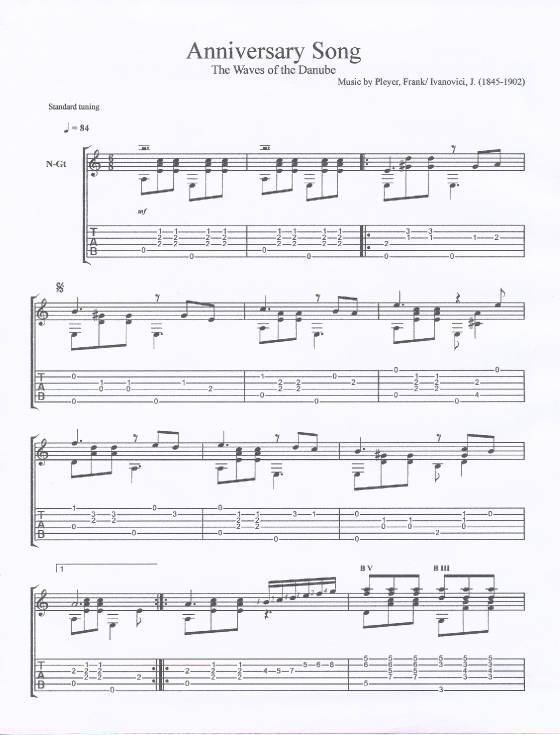 Anniversary Song
The Waves of the Danube
Music by Pleyer, Frank/ Ivanovici, J. (1845-1902)
Standard tuning
♩ = 84
N-Gt
mf
1
B V
B III